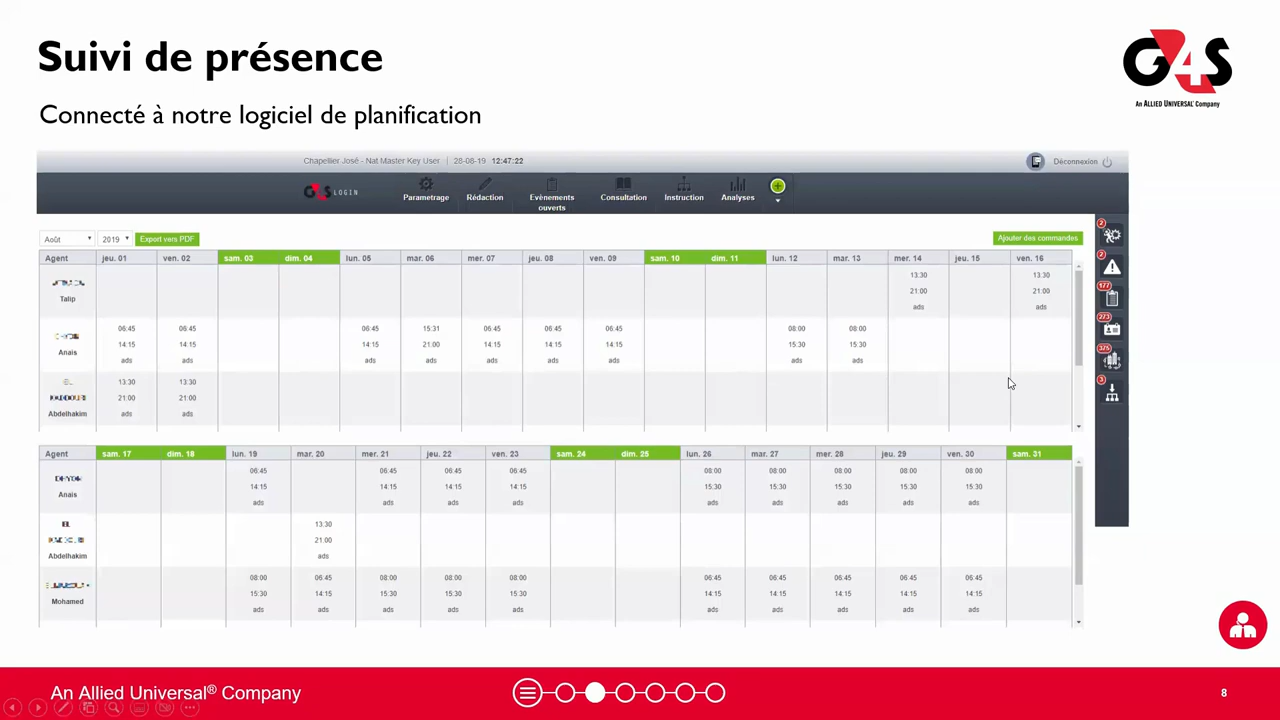 Suivi de présence
Connecté à notre logiciel de planification
G4S
An ALLIED UNIVERSAL® Company
Chapellier José - Nat Master Key User | 28-08-19 12:47:22
Déconnexion
G4S LOGIN
Parametrage Rédaction Evènements ouverts Consultation Instruction Analyses
Août 2019 Export vers PDF Ajouter des commandes
Agent jeu. 01 ven. 02 sam. 03 dim. 04 lun. 05 mar. 06 mer. 07 jeu. 08 ven. 09 sam. 10 dim. 11 lun. 12 mar. 13 mer. 14 jeu. 15 ven. 16
13:30 13:30
21:00 21:00
Talip
ads ads
06:45 06:45 06:45 15:31 06:45 06:45 06:45 08:00 08:00
14:15 14:15 14:15 21:00 14:15 14:15 14:15 15:30 15:30
Anais
ads ads ads ads ads ads ads ads ads
13:30 13:30
21:00 21:00
Abdelhakim ads ads
Agent sam. 17 dim. 18 lun. 19 mar. 20 mer. 21 jeu. 22 ven. 23 sam. 24 dim. 25 lun. 26 mar. 27 mer. 28 jeu. 29 ven. 30 sam. 31
06:45 06:45 06:45 06:45 08:00 08:00 08:00 08:00 08:00
14:15 14:15 14:15 14:15 15:30 15:30 15:30 15:30 15:30
Anais
ads ads ads ads ads ads ads ads ads
13:30
21:00
Abdelhakim ads
08:00 06:45 08:00 08:00 08:00 06:45 06:45 06:45 06:45 06:45
15:30 14:15 15:30 15:30 15:30 14:15 14:15 14:15 14:15 14:15
Mohamed
ads ads ads ads ads ads ads ads ads ads
2
2
177
273
325
3
An Allied Universal® Company
8